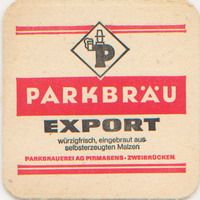 P
PARKBRÄU
EXPORT
würzigfrisch, eingebraut aus
selbsterzeugten Malzen
PARKBRAUEREI AG PIRMASENS - ZWEIBRÜCKEN